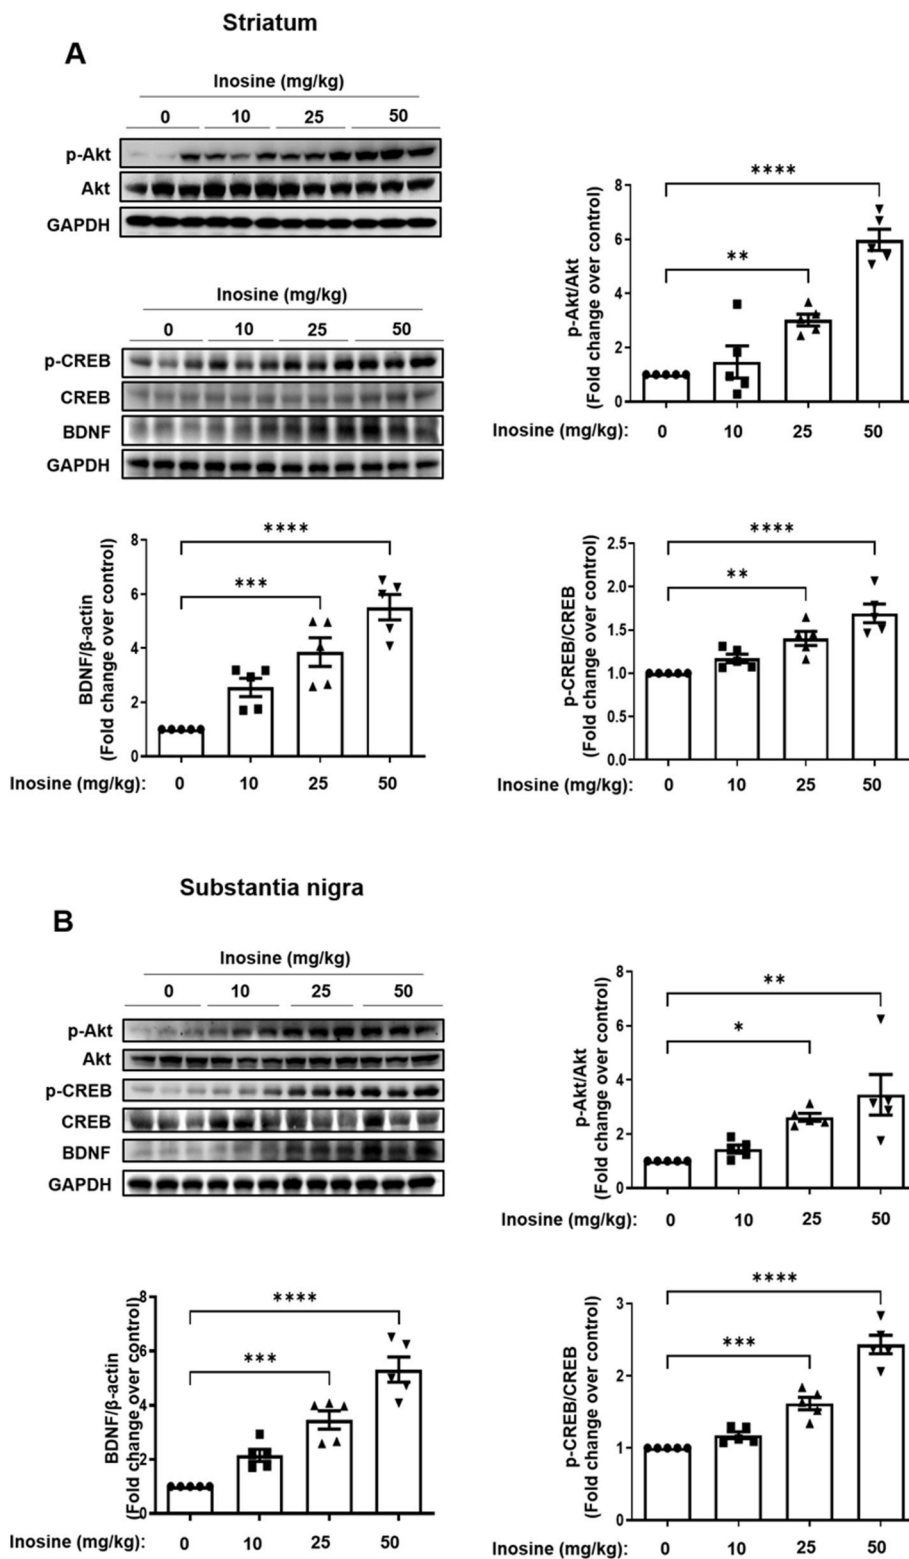 Striatum
A
Inosine (mg/kg)
0 10 25 50
p-Akt
Akt
GAPDH
Inosine (mg/kg)
0 10 25 50
p-CREB
CREB
BDNF
GAPDH
p-Akt/Akt
(Fold change over control)
8
6
4
2
0
**
****
Inosine (mg/kg): 0 10 25 50
BDNF/β-actin
(Fold change over control)
8
6
4
2
0
***
****
Inosine (mg/kg): 0 10 25 50
p-CREB/CREB
(Fold change over control)
2.5
2.0
1.5
1.0
0.5
0.0
**
****
Inosine (mg/kg): 0 10 25 50
Substantia nigra
B
Inosine (mg/kg)
0 10 25 50
p-Akt
Akt
p-CREB
CREB
BDNF
GAPDH
p-Akt/Akt
(Fold change over control)
8
6
4
2
0
*
**
Inosine (mg/kg): 0 10 25 50
BDNF/β-actin
(Fold change over control)
8
6
4
2
0
***
****
Inosine (mg/kg): 0 10 25 50
p-CREB/CREB
(Fold change over control)
3
2
1
0
***
****
Inosine (mg/kg): 0 10 25 50